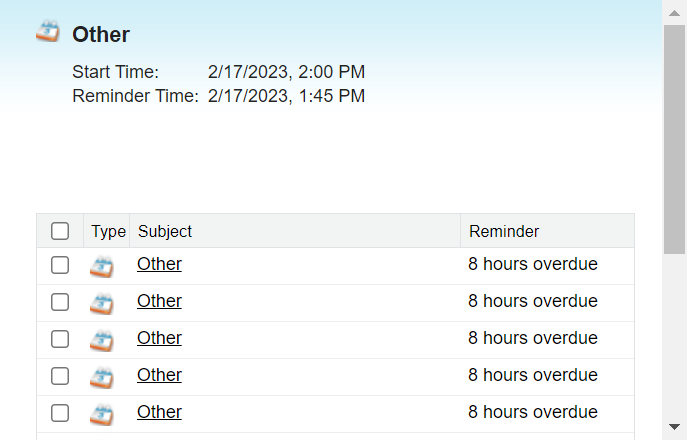 Other
Start Time: 2/17/2023, 2:00 PM
Reminder Time: 2/17/2023, 1:45 PM
Type Subject Reminder
Other 8 hours overdue
Other 8 hours overdue
Other 8 hours overdue
Other 8 hours overdue
Other 8 hours overdue